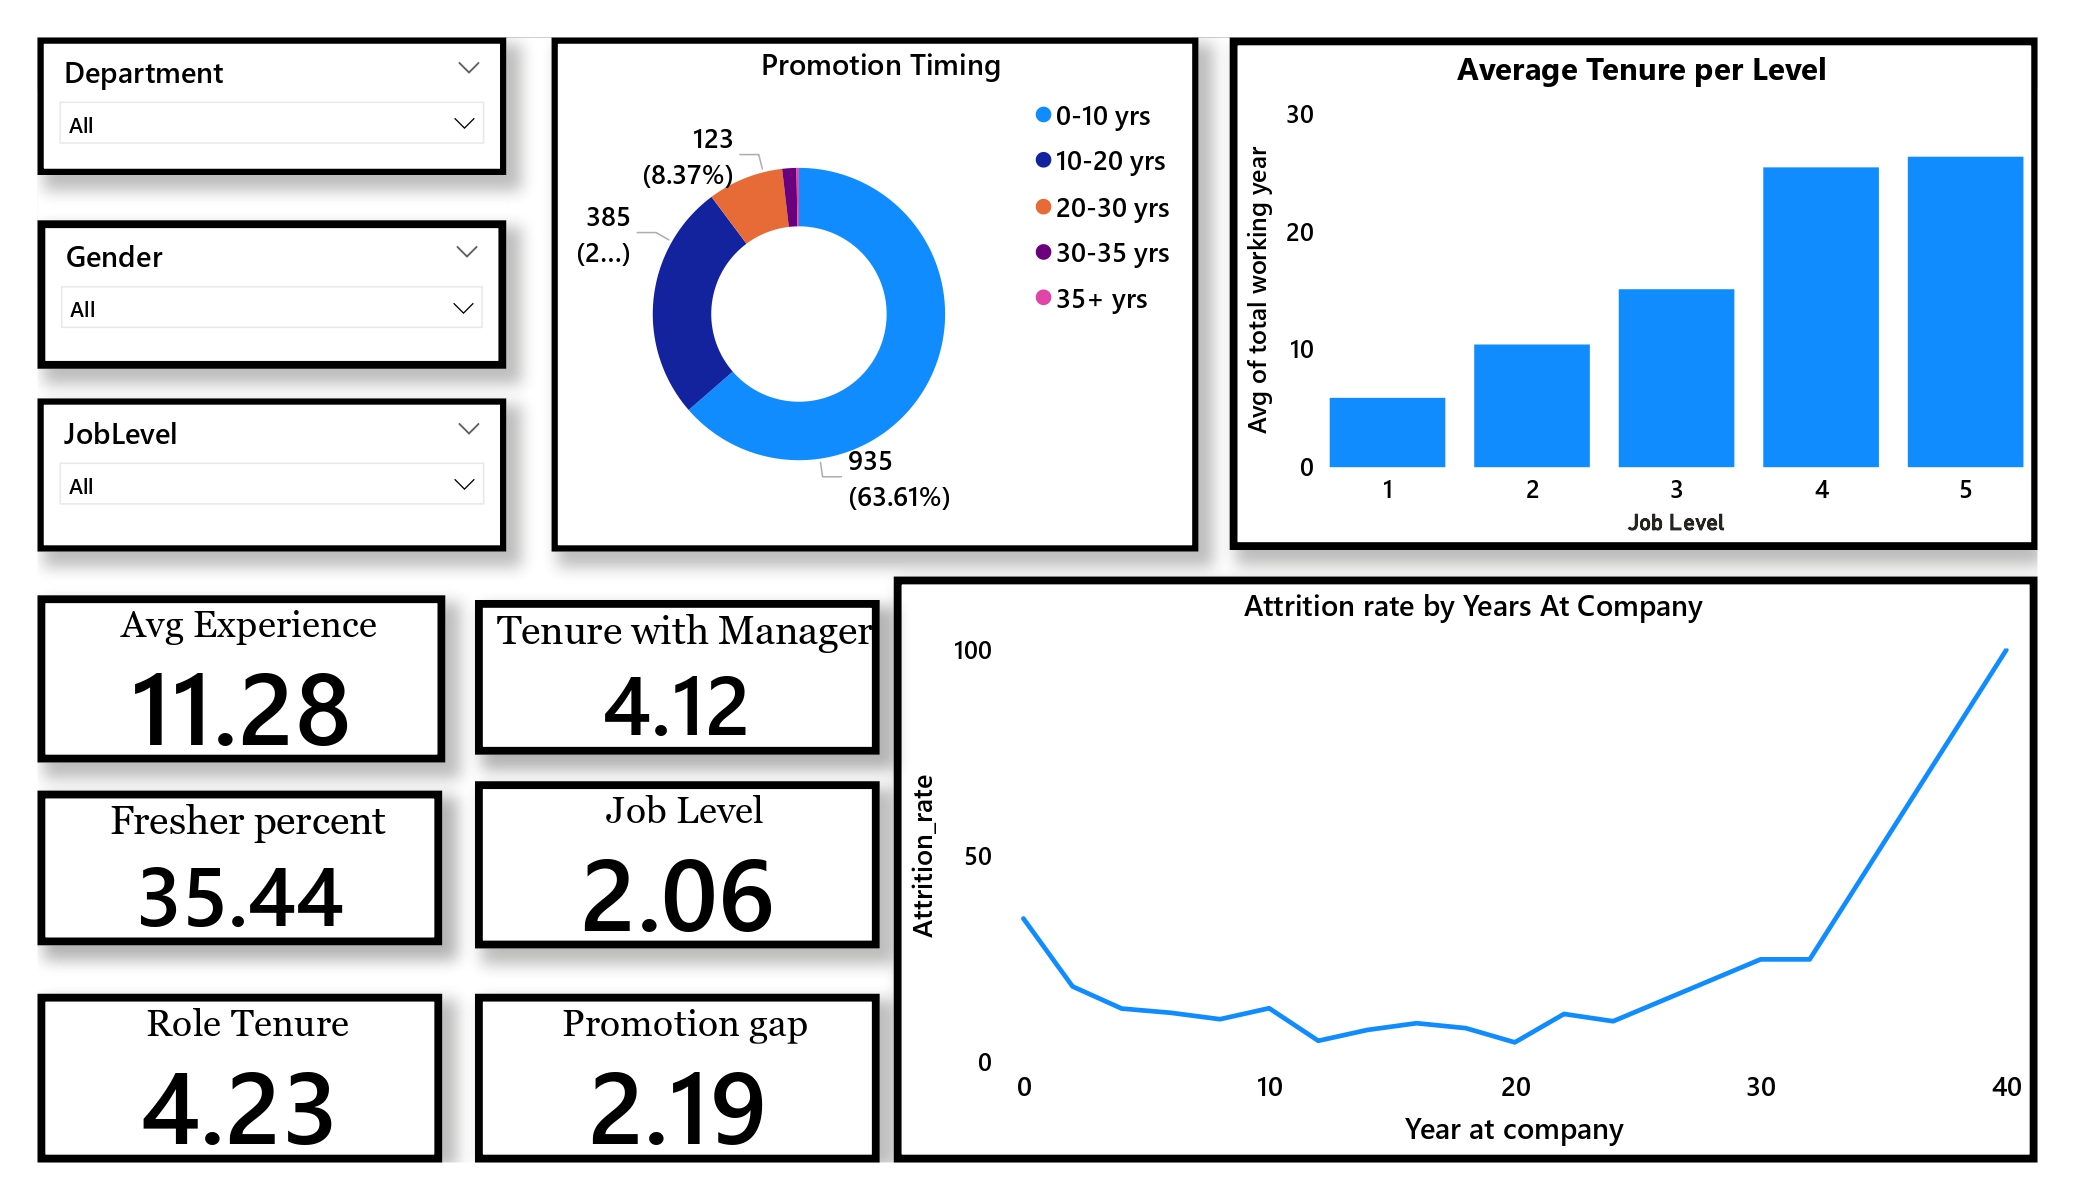 Department
All
Gender
All
JobLevel
All
Promotion Timing
123
(8.37%)
385
(2...)
935
(63.61%)
0-10 yrs
10-20 yrs
20-30 yrs
30-35 yrs
35+ yrs
Average Tenure per Level
Avg of total working year
30
20
10
0
1 2 3 4 5
Job Level
Avg Experience
11.28
Tenure with Manager
4.12
Fresher percent
35.44
Job Level
2.06
Role Tenure
4.23
Promotion gap
2.19
Attrition rate by Years At Company
Attrition_rate
100
50
0
0 10 20 30 40
Year at company